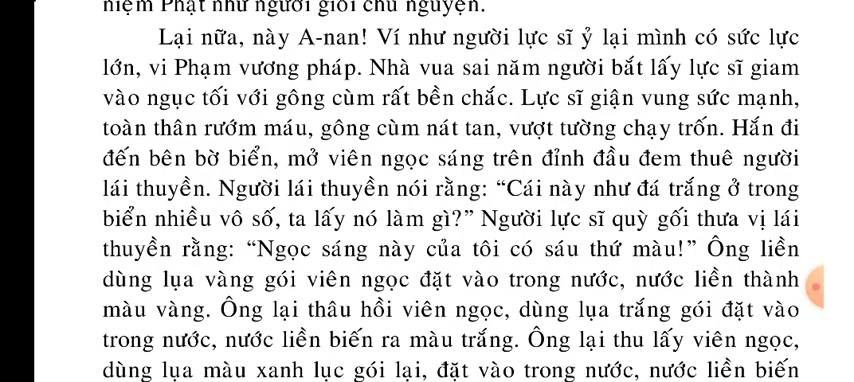 niệm Phật như người giỏi chú nguyện.
Lại nữa, này A-nan! Ví như người lực sĩ ỷ lại mình có sức lực
lớn, vi Phạm vương pháp. Nhà vua sai năm người bắt lấy lực sĩ giam
vào ngục tối với gông cùm rất bền chắc. Lực sĩ giận vung sức mạnh,
toàn thân rướm máu, gông cùm nát tan, vượt tường chạy trốn. Hắn đi
đến bên bờ biển, mở viên ngọc sáng trên đỉnh đầu đem thuê người
lái thuyền. Người lái thuyền nói rằng: “Cái này như đá trắng ở trong
biển nhiều vô số, ta lấy nó làm gì?” Người lực sĩ quỳ gối thưa vị lái
thuyền rằng: “Ngọc sáng này của tôi có sáu thứ màu!” Ông liền
dùng lụa vàng gói viên ngọc đặt vào trong nước, nước liền thành
màu vàng. Ông lại thâu hồi viên ngọc, dùng lụa trắng gói đặt vào
trong nước, nước liền biến ra màu trắng. Ông lại thu lấy viên ngọc,
dùng lụa màu xanh lục gói lại, đặt vào trong nước, nước liền biến